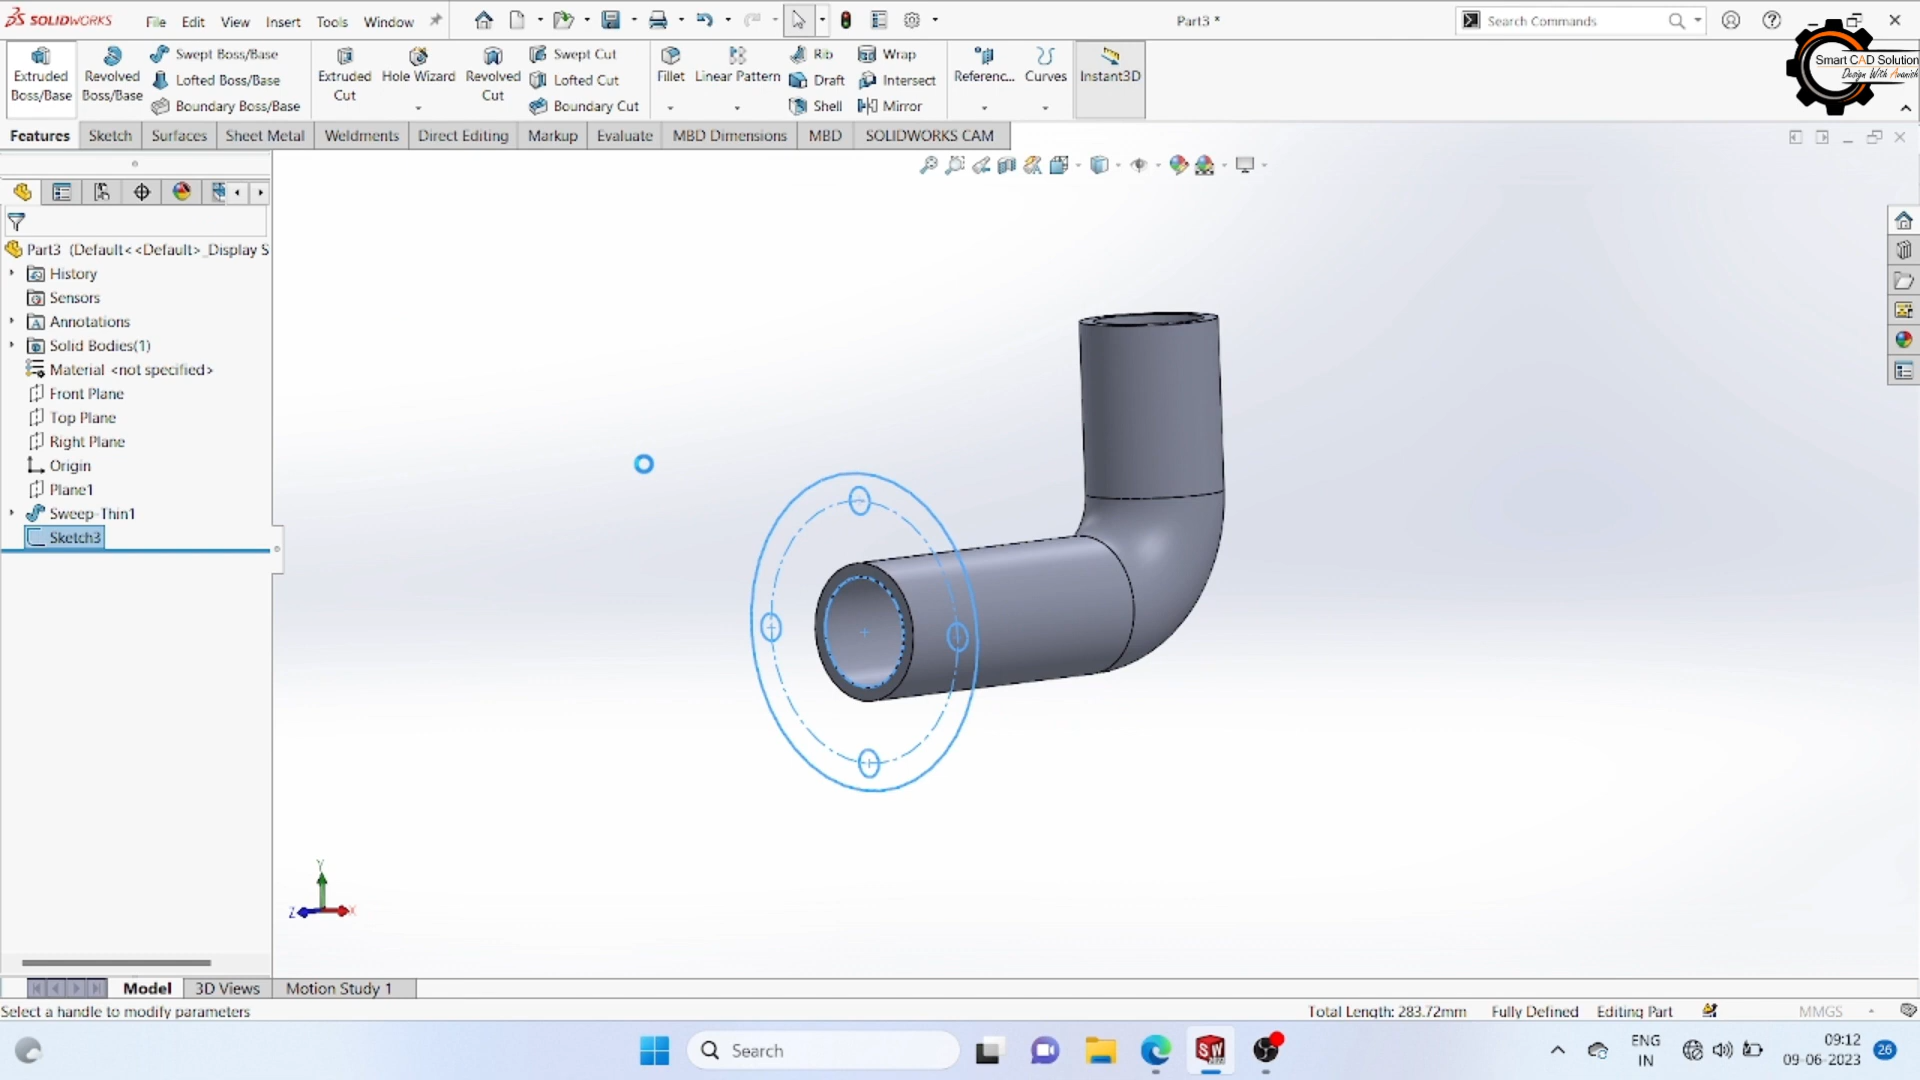 SOLIDWORKS File Edit View Insert Tools Window Part3 * Search Commands
Smart CAD Solution
Design With Avanish
Extruded Boss/Base
Revolved Boss/Base
Swept Boss/Base
Lofted Boss/Base
Boundary Boss/Base
Extruded Cut
Hole Wizard
Revolved Cut
Swept Cut
Lofted Cut
Boundary Cut
Fillet
Linear Pattern
Rib
Draft
Shell
Wrap
Intersect
Mirror
Referenc...
Curves
Instant3D
Features Sketch Surfaces Sheet Metal Weldments Direct Editing Markup Evaluate MBD Dimensions MBD SOLIDWORKS CAM
Part3 (Default<<Default>_Display S
History
Sensors
Annotations
Solid Bodies(1)
Material <not specified>
Front Plane
Top Plane
Right Plane
Origin
Plane1
Sweep-Thin1
Sketch3
Y
Z X
Model 3D Views Motion Study 1
Select a handle to modify parameters Total Length: 283.72mm Fully Defined Editing Part MMGS
Search
SW
ENG
IN
09:12
09-06-2023
26